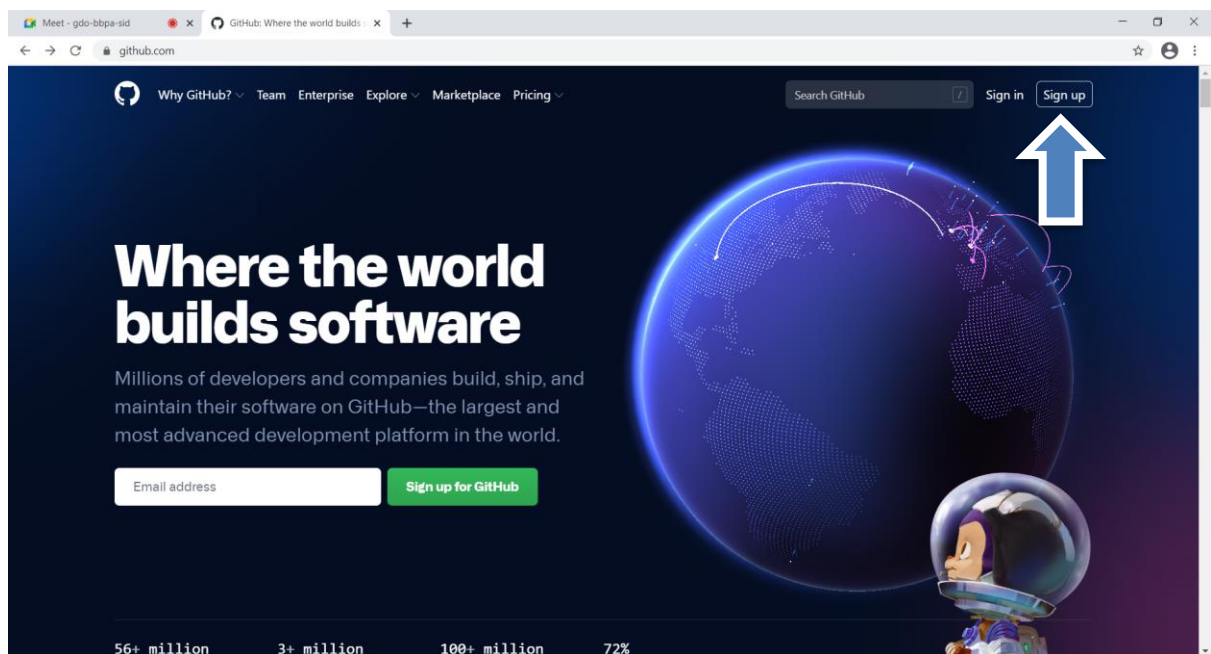 Meet - gdo-bbpa-sid
GitHub: Where the world builds s
github.com
Why GitHub? Team Enterprise Explore Marketplace Pricing Search GitHub / Sign in Sign up
Where the world
builds software
Millions of developers and companies build, ship, and
maintain their software on GitHub—the largest and
most advanced development platform in the world.
Email address Sign up for GitHub
56+ million 3+ million 100+ million 72%